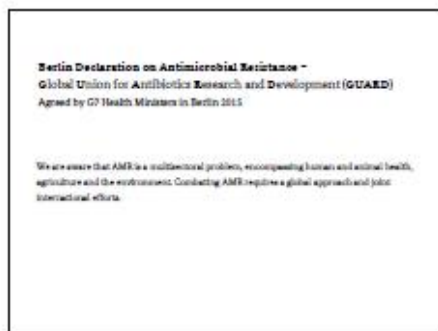 Berlin Declaration on Antimicrobial Resistance –
Global Union for Antibiotics Research and Development (GUARD)
Agreed by G7 Health Ministers in Berlin 2015
We are aware that AMR is a multisectoral problem, encompassing human and animal health,
agriculture and the environment. Combatting AMR requires a global approach and joint
international efforts.